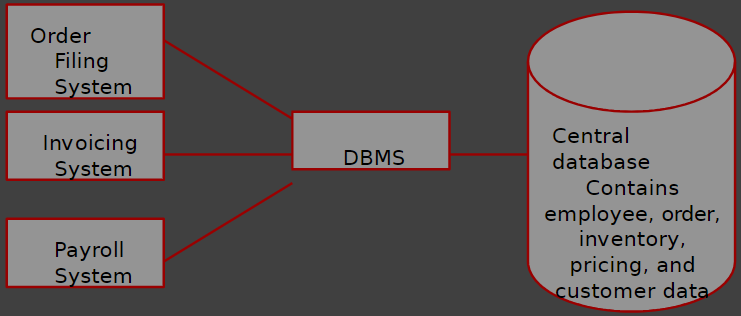 Order
Filing
System
Invoicing
System
Payroll
System
DBMS
Central
database
Contains
employee, order,
inventory,
pricing, and
customer data